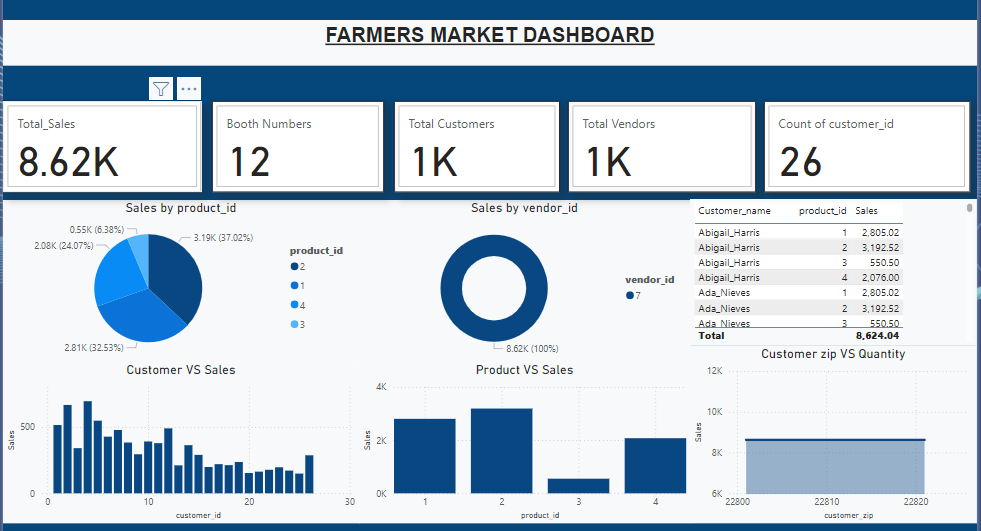 FARMERS MARKET DASHBOARD
Total_Sales
8.62K
Booth Numbers
12
Total Customers
1K
Total Vendors
1K
Count of customer_id
26
Sales by product_id
0.55K (6.38%)
2.08K (24.07%)
3.19K (37.02%)
2.81K (32.53%)
product_id
2
1
4
3
Sales by vendor_id
8.62K (100%)
vendor_id
7
Customer_name product_id Sales
Abigail_Harris 1 2,805.02
Abigail_Harris 2 3,192.52
Abigail_Harris 3 550.50
Abigail_Harris 4 2,076.00
Ada_Nieves 1 2,805.02
Ada_Nieves 2 3,192.52
Ada_Nieves 3 550.50
Total 8,624.04
Customer VS Sales
Sales
500
0
0 10 20 30
customer_id
Product VS Sales
Sales
4K
2K
0K
1 2 3 4
product_id
Customer zip VS Quantity
Sales
12K
10K
8K
6K
22800 22810 22820
customer_zip